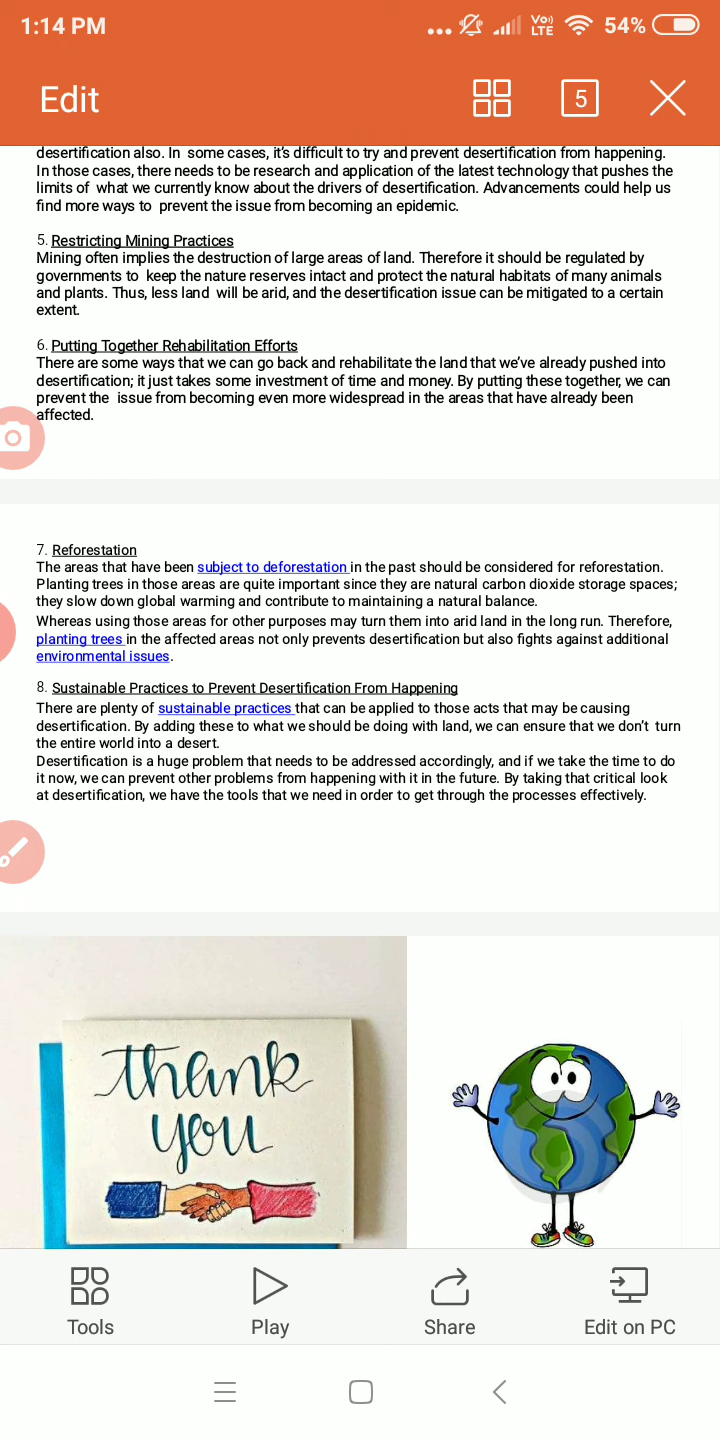 1:14 PM
Vo)) LTE 54%
Edit
5
desertification also. In some cases, it's difficult to try and prevent desertification from happening.
In those cases, there needs to be research and application of the latest technology that pushes the
limits of what we currently know about the drivers of desertification. Advancements could help us
find more ways to prevent the issue from becoming an epidemic.
5. Restricting Mining Practices
Mining often implies the destruction of large areas of land. Therefore it should be regulated by
governments to keep the nature reserves intact and protect the natural habitats of many animals
and plants. Thus, less land will be arid, and the desertification issue can be mitigated to a certain
extent.
6. Putting Together Rehabilitation Efforts
There are some ways that we can go back and rehabilitate the land that we've already pushed into
desertification; it just takes some investment of time and money. By putting these together, we can
prevent the issue from becoming even more widespread in the areas that have already been
affected.
7. Reforestation
The areas that have been subject to deforestation in the past should be considered for reforestation.
Planting trees in those areas are quite important since they are natural carbon dioxide storage spaces;
they slow down global warming and contribute to maintaining a natural balance.
Whereas using those areas for other purposes may turn them into arid land in the long run. Therefore,
planting trees in the affected areas not only prevents desertification but also fights against additional
environmental issues.
8. Sustainable Practices to Prevent Desertification From Happening
There are plenty of sustainable practices that can be applied to those acts that may be causing
desertification. By adding these to what we should be doing with land, we can ensure that we don't turn
the entire world into a desert.
Desertification is a huge problem that needs to be addressed accordingly, and if we take the time to do
it now, we can prevent other problems from happening with it in the future. By taking that critical look
at desertification, we have the tools that we need in order to get through the processes effectively.
thank
you
Tools
Play
Share
Edit on PC